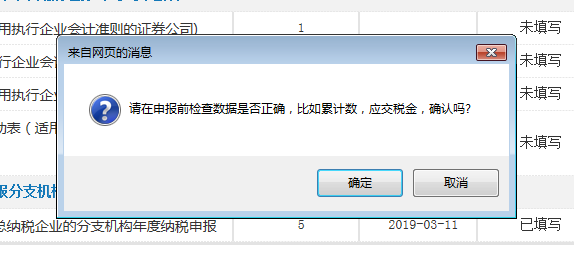 用执行企业会计准则的证券公司)
1
未填写
来自网页的消息
行企业会
未填写
用执行企
未填写
请在申报前检查数据是否正确，比如累计数，应交税金，确认吗?
动表（适用
未填写
确定
取消
报分支机构
总纳税企业的分支机构年度纳税申报
5
2019-03-11
已填写